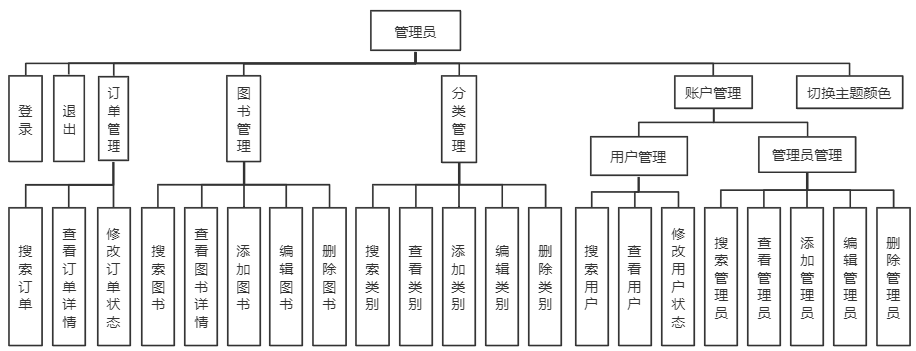 管理员
登录
退出
订单管理
图书管理
分类管理
账户管理
切换主题颜色
用户管理
管理员管理
搜索订单
查看订单详情
修改订单状态
搜索图书
查看图书详情
添加图书
编辑图书
删除图书
搜索类别
查看类别
添加类别
编辑类别
删除类别
搜索用户
查看用户
修改用户状态
搜索管理员
查看管理员
添加管理员
编辑管理员
删除管理员